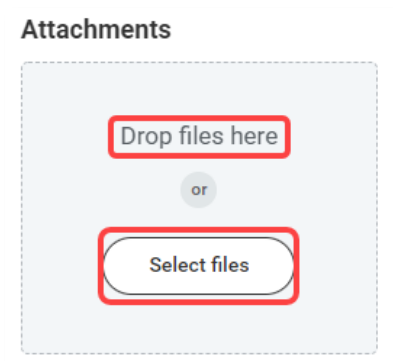 Attachments
Drop files here
or
Select files